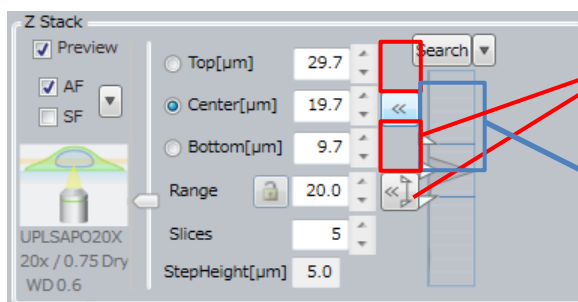 Z Stack
Preview
AF
SF
UPLSAPO20X
20x / 0.75 Dry
WD 0.6
Top[µm] 29.7
Center[µm] 19.7 «
Bottom[µm] 9.7
Range 20.0 «
Slices 5
StepHeight[µm] 5.0
Search